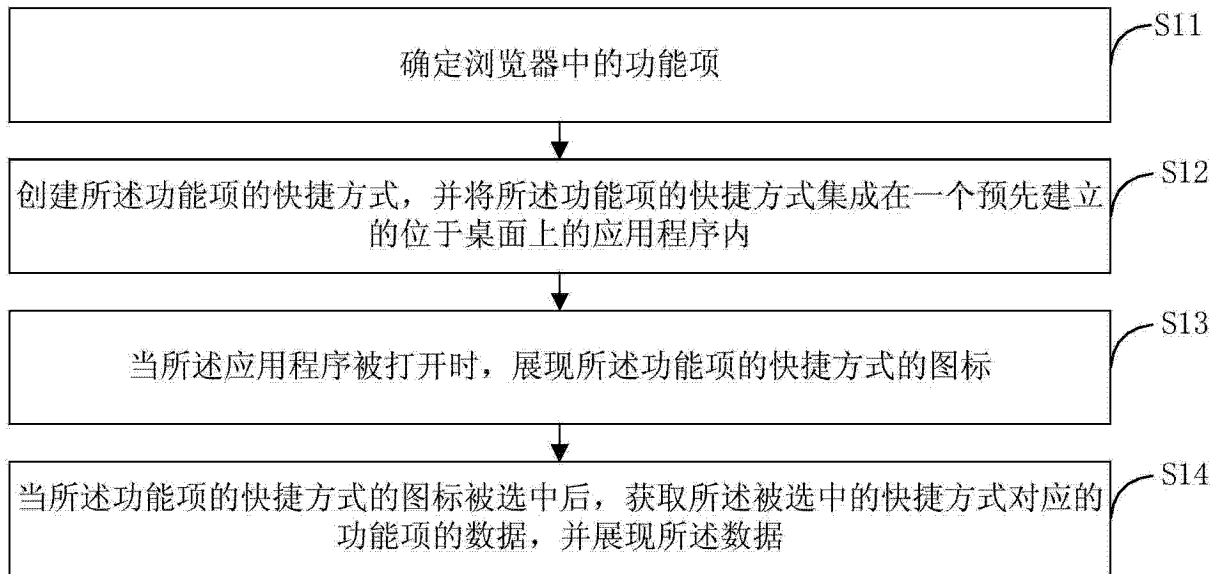 S11
确定浏览器中的功能项
S12
创建所述功能项的快捷方式，并将所述功能项的快捷方式集成在一个预先建立
的位于桌面上的应用程序内
S13
当所述应用程序被打开时，展现所述功能项的快捷方式的图标
S14
当所述功能项的快捷方式的图标被选中后，获取所述被选中的快捷方式对应的
功能项的数据，并展现所述数据